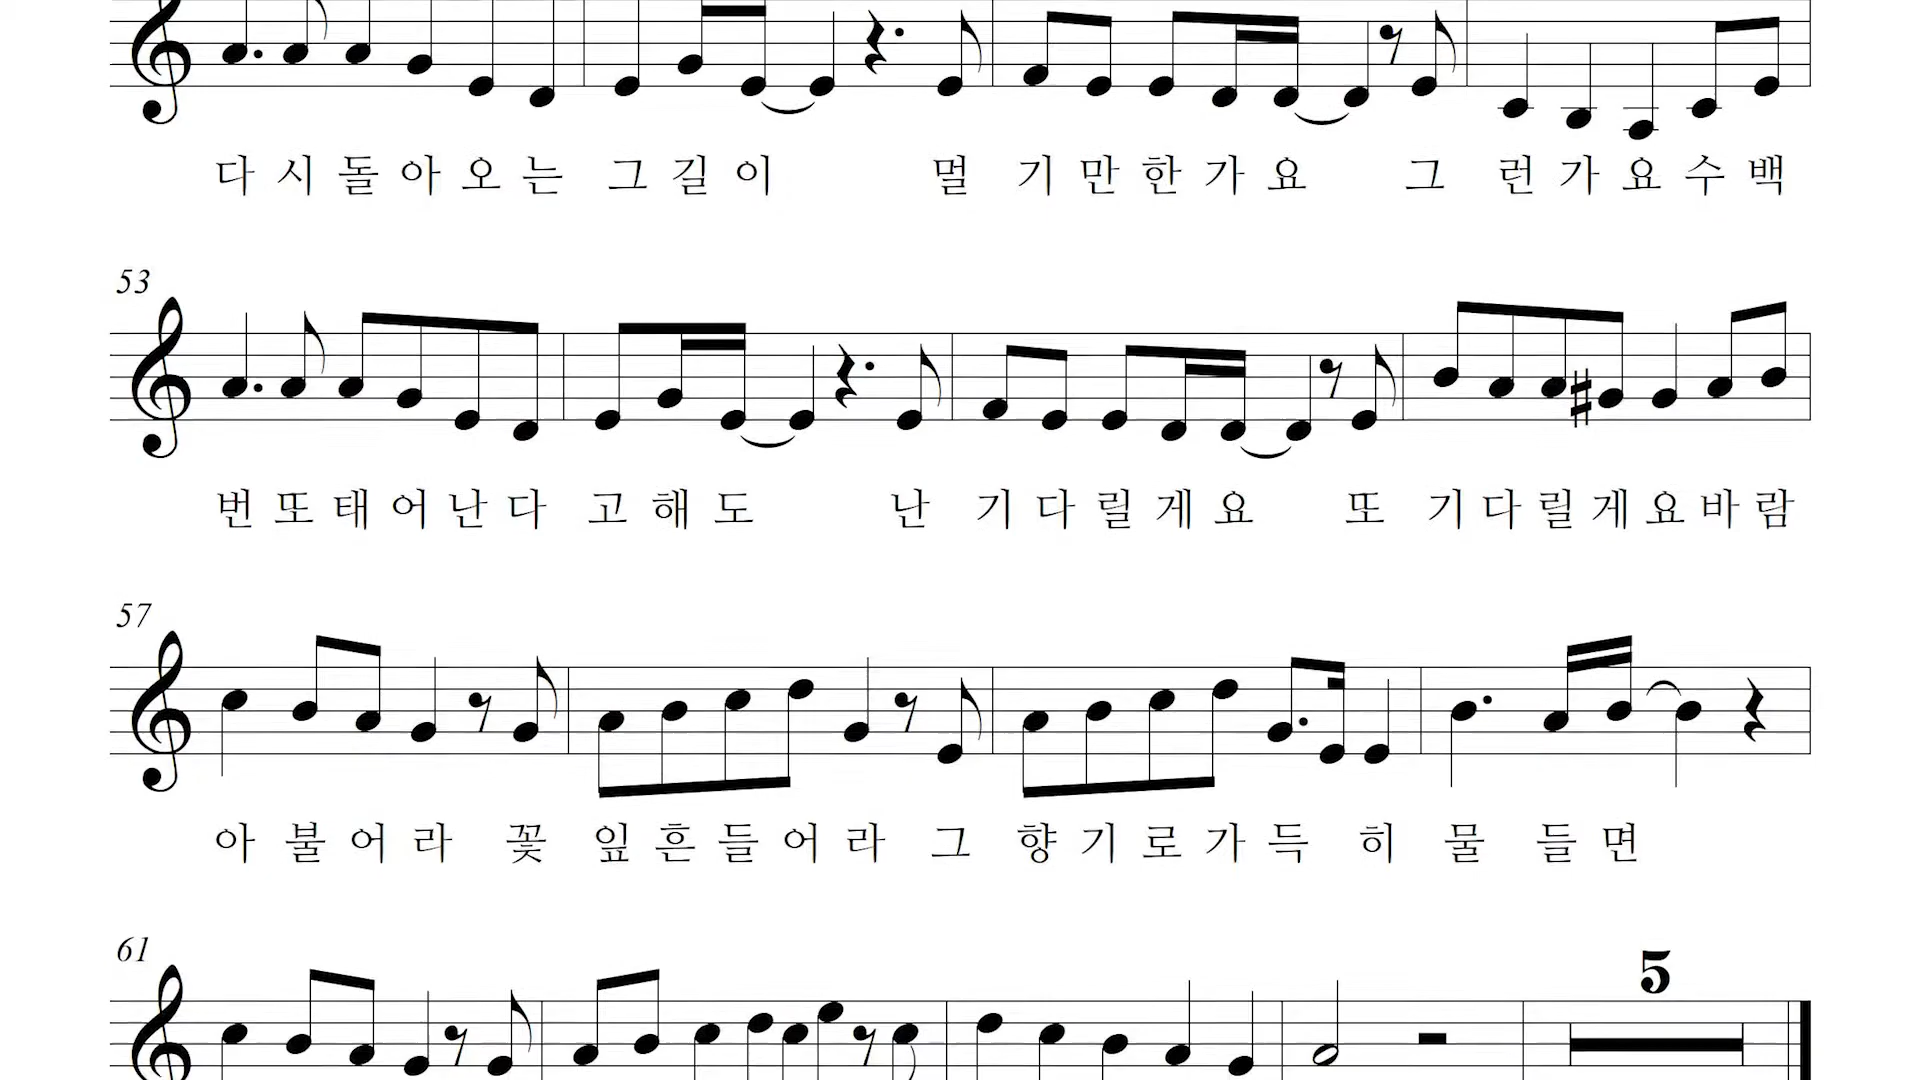 다 시 돌 아 오 는 그 길 이 멀 기 만 한 가 요 그 런 가 요 수 백
53
번 또 태 어 난 다 고 해 도 난 기 다 릴 게 요 또 기 다 릴 게 요 바 람
57
아 불 어 라 꽃 잎 흔 들 어 라 그 향 기 로 가 득 히 물 들 면
61
5